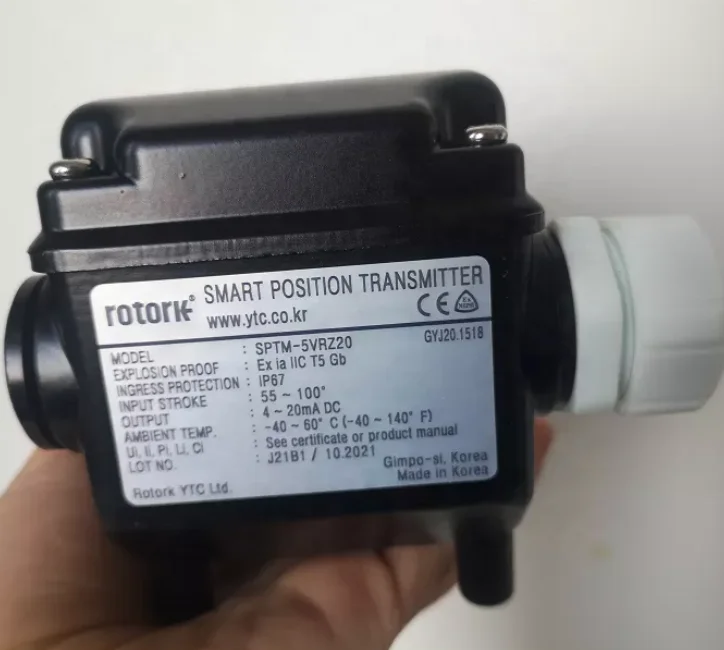 rotork® SMART POSITION TRANSMITTER
www.ytc.co.kr
CE Ex NEPSI
GYJ20.1518
MODEL : SPTM-5VRZ20
EXPLOSION PROOF : Ex ia IIC T5 Gb
INGRESS PROTECTION : IP67
INPUT STROKE : 55 ~ 100°
OUTPUT : 4 ~ 20mA DC
AMBIENT TEMP. : -40 ~ 60° C (-40 ~ 140° F)
Ui, Ii, Pi, Li, Ci : See certificate or product manual
LOT NO. : J21B1 / 10.2021
Gimpo-si, Korea
Rotork YTC Ltd. Made in Korea